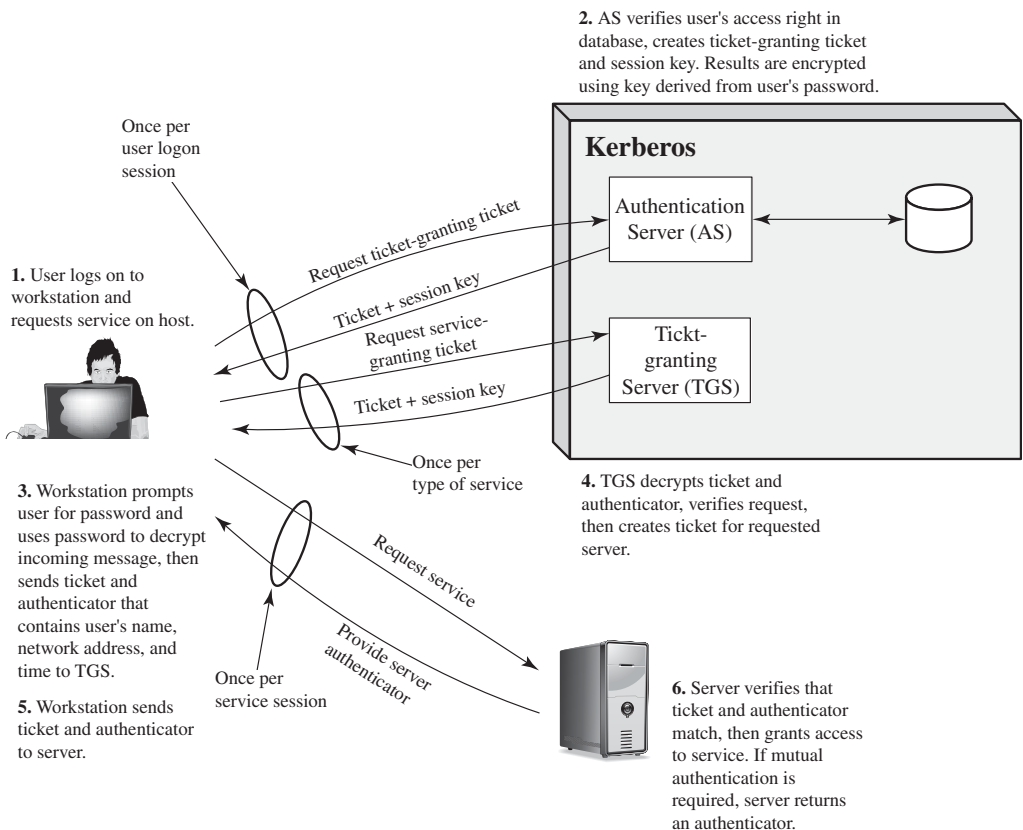 2. AS verifies user's access right in
database, creates ticket-granting ticket
and session key. Results are encrypted
using key derived from user's password.
Once per
user logon
session
Kerberos
Authentication
Server (AS)
Request ticket-granting ticket
1. User logs on to
workstation and
requests service on host.
Ticket + session key
Request service-
granting ticket
Tickt-
granting
Server (TGS)
Ticket + session key
Once per
type of service
4. TGS decrypts ticket and
authenticator, verifies request,
then creates ticket for requested
server.
3. Workstation prompts
user for password and
uses password to decrypt
incoming message, then
sends ticket and
authenticator that
contains user's name,
network address, and
time to TGS.
Request service
Provide server
authenticator
Once per
service session
5. Workstation sends
ticket and authenticator
to server.
6. Server verifies that
ticket and authenticator
match, then grants access
to service. If mutual
authentication is
required, server returns
an authenticator.